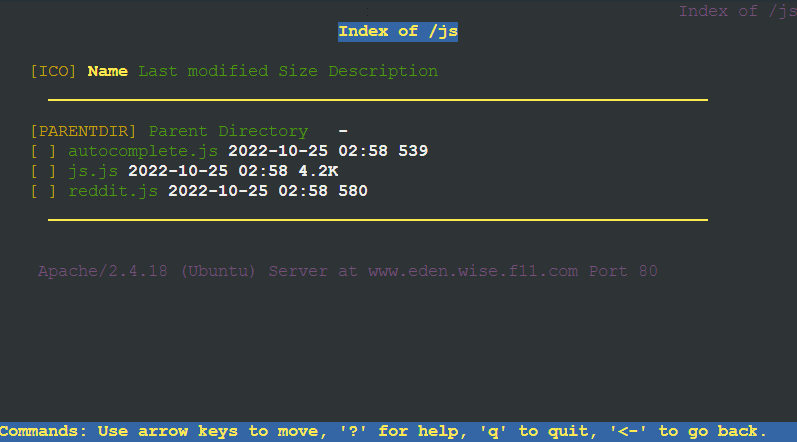 Index of /js
Index of /js
[ICO] Name Last modified Size Description
[PARENTDIR] Parent Directory -
[ ] autocomplete.js 2022-10-25 02:58 539
[ ] js.js 2022-10-25 02:58 4.2K
[ ] reddit.js 2022-10-25 02:58 580
Apache/2.4.18 (Ubuntu) Server at www.eden.wise.f11.com Port 80
Commands: Use arrow keys to move, '?' for help, 'q' to quit, '<-' to go back.